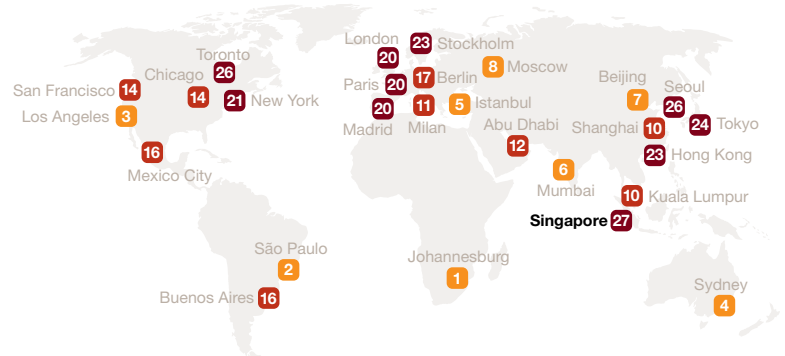 London
23
Stockholm
Toronto
20
8
Moscow
Chicago
26
17
Berlin
Beijing
San Francisco
14
14
21
New York
Paris
20
7
Seoul
Los Angeles
3
20
11
5
Istanbul
26
Madrid
Milan
Abu Dhabi
Shanghai
10
24
Tokyo
16
12
23
Hong Kong
Mexico City
6
Mumbai
10
Kuala Lumpur
Singapore
27
São Paulo
2
Johannesburg
1
Sydney
4
Buenos Aires
16